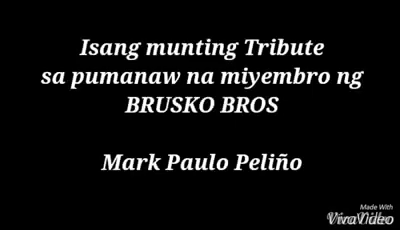 Isang munting Tribute
sa pumanaw na miyembro ng
BRUSKO BROS
Mark Paulo Peliño
Made With
VivaVideo